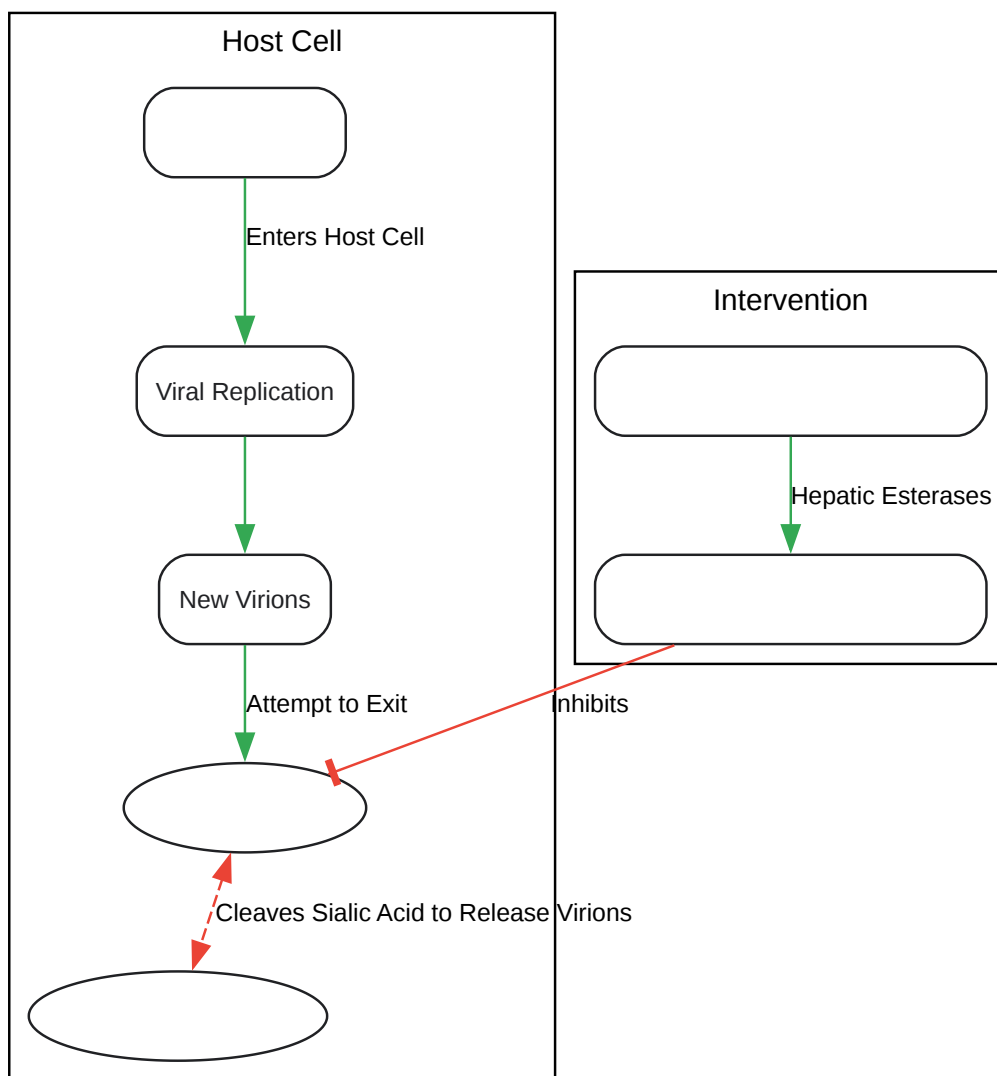 Host Cell
Enters Host Cell
Viral Replication
New Virions
Attempt to Exit
Cleaves Sialic Acid to Release Virions
Intervention
Hepatic Esterases
Inhibits